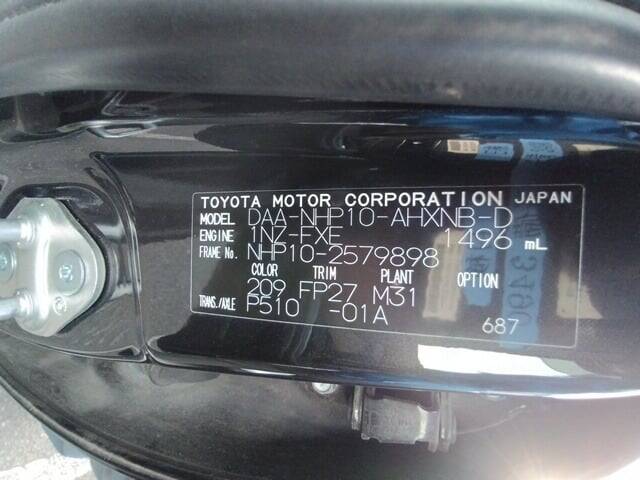 TOYOTA MOTOR CORPORATION JAPAN
MODEL DAA-NHP10-AHXNB-D
ENGINE 1NZ-FXE 1496 mL
FRAME No. NHP10-2579898
COLOR TRIM PLANT OPTION
209 FP27 M31
TRANS./AXLE P510 -01A
687